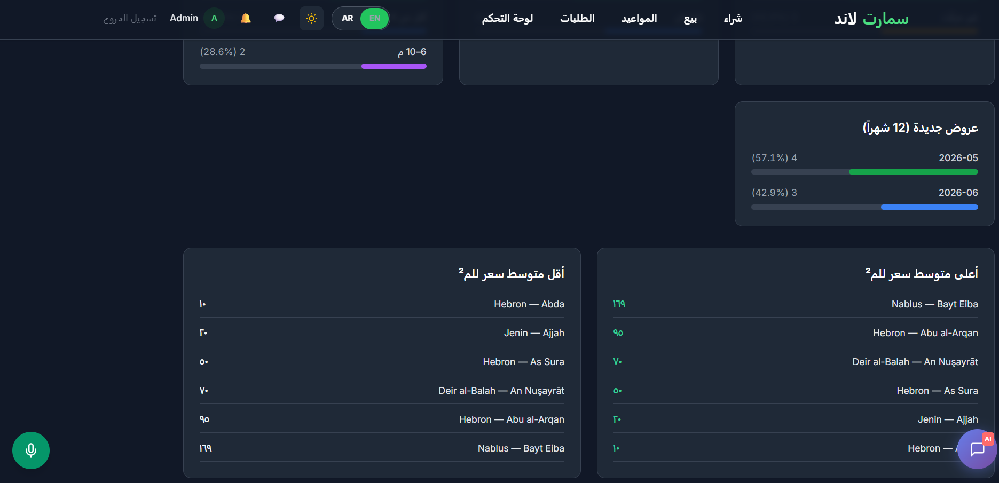 سمارت لاند
شراء
بيع
المواعيد
الطلبات
لوحة التحكم
AR EN
A Admin
تسجيل الخروج
6–10 م
2 (28.6%)
عروض جديدة (12 شهراً)
2026-05
4 (57.1%)
2026-06
3 (42.9%)
أعلى متوسط سعر للم²
Nablus — Bayt Eiba
١٦٩
Hebron — Abu al-Arqan
٩٥
Deir al-Balah — An Nuşayrāt
٧٠
Hebron — As Sura
٥٠
Jenin — Ajjah
٢٠
Hebron —
١٠
أقل متوسط سعر للم²
Hebron — Abda
١٠
Jenin — Ajjah
٢٠
Hebron — As Sura
٥٠
Deir al-Balah — An Nuşayrāt
٧٠
Hebron — Abu al-Arqan
٩٥
Nablus — Bayt Eiba
١٦٩
AI